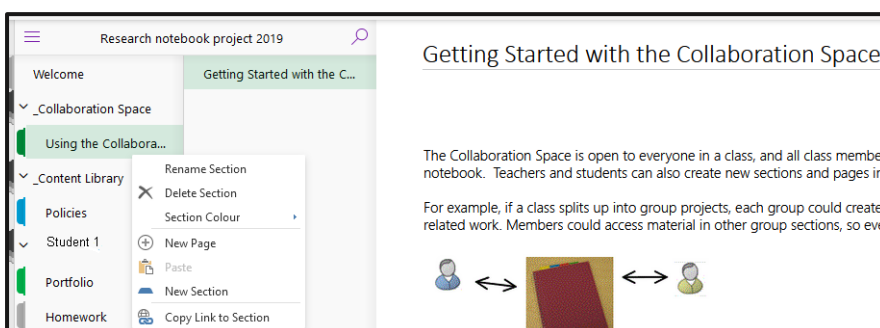 Research notebook project 2019
Welcome
_Collaboration Space
Using the Collabora...
_Content Library
Policies
Student 1
Portfolio
Homework
Getting Started with the C...
Rename Section
Delete Section
Section Colour
New Page
Paste
New Section
Copy Link to Section
Getting Started with the Collaboration Space
The Collaboration Space is open to everyone in a class, and all class membe
notebook. Teachers and students can also create new sections and pages in
For example, if a class splits up into group projects, each group could create
related work. Members could access material in other group sections, so eve